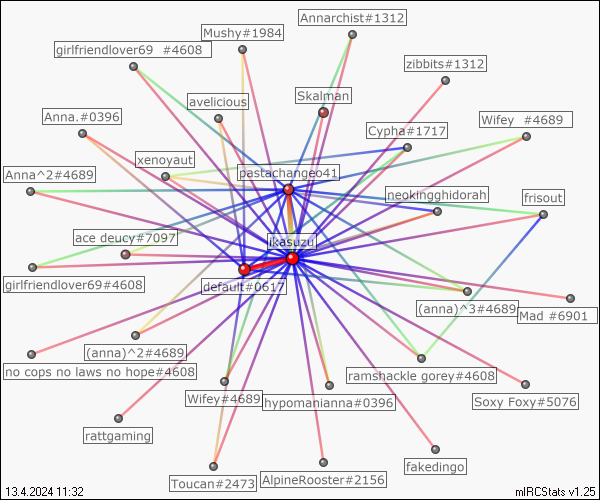 Annarchist#1312
Mushy#1984
girlfriendlover69 #4608
zibbits#1312
Skalman
avelicious
Anna.#0396
Wifey #4689
Cypha#1717
xenoyaut
pastachangeo41
Anna^2#4689
neokingghidorah
frisout
ace deucy#7097
ikasuzu
girlfriendlover69#4608
default#0617
(anna)^3#4689
Mad #6901
(anna)^2#4689
no cops no laws no hope#4608
ramshackle gorey#4608
Wifey#4689
hypomanianna#0396
Soxy Foxy#5076
rattgaming
fakedingo
Toucan#2473
AlpineRooster#2156
13.4.2024 11:32
mIRCStats v1.25